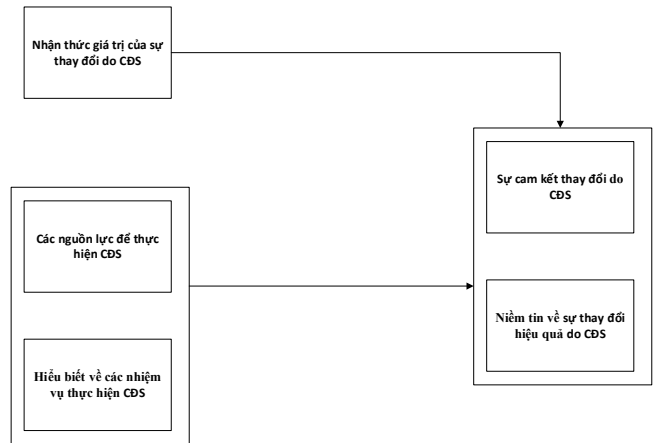 Nhận thức giá trị của sự
thay đổi do CĐS
Sự cam kết thay đổi do
CĐS
Các nguồn lực để thực
hiện CĐS
Niềm tin về sự thay đổi
hiệu quả do CĐS
Hiểu biết về các nhiệm
vụ thực hiện CĐS